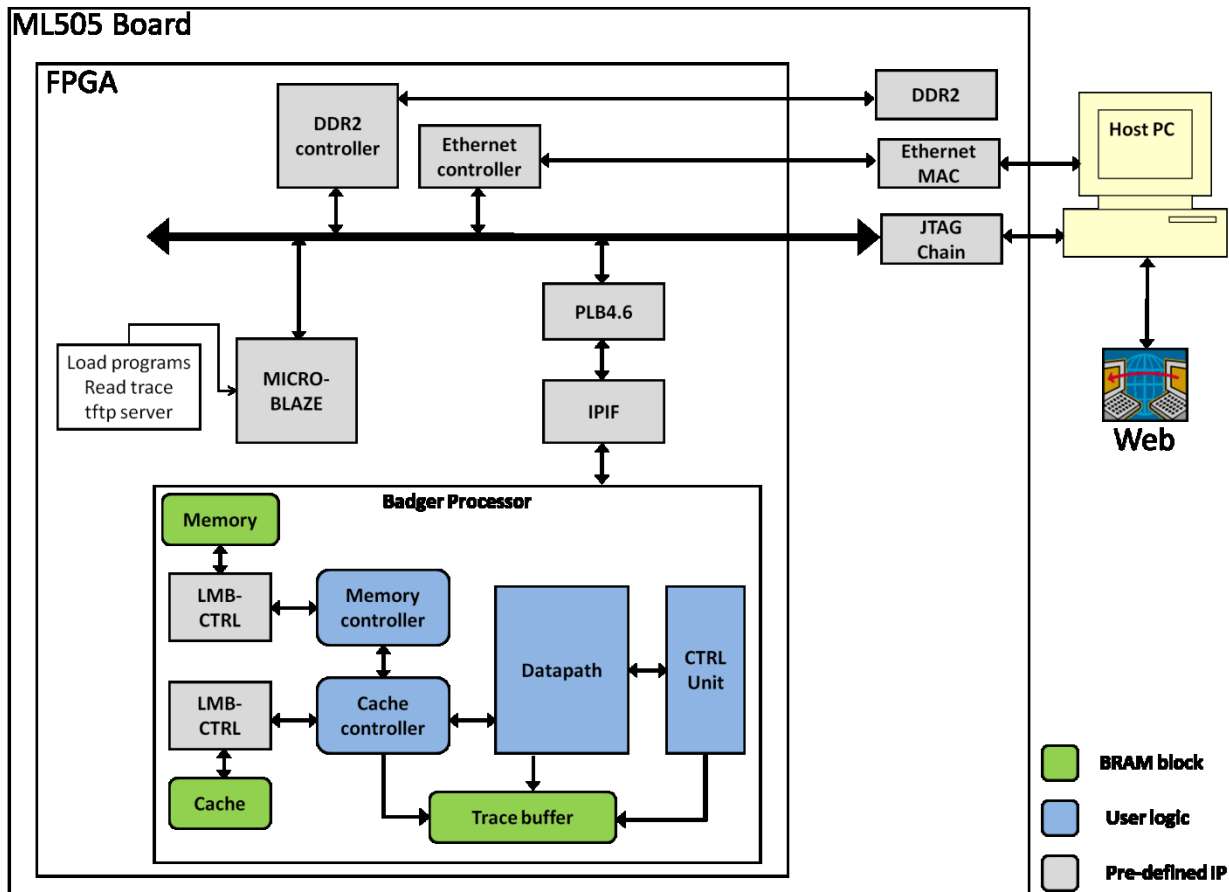 ML505 Board
FPGA
DDR2
controller
Ethernet
controller
DDR2
Ethernet
MAC
JTAG
Chain
Host PC
Web
PLB4.6
IPIF
Load programs
Read trace
tftp server
MICRO-
BLAZE
Badger Processor
Memory
LMB-
CTRL
Memory
controller
Datapath
CTRL
Unit
LMB-
CTRL
Cache
controller
Cache
Trace buffer
BRAM block
User logic
Pre-defined IP